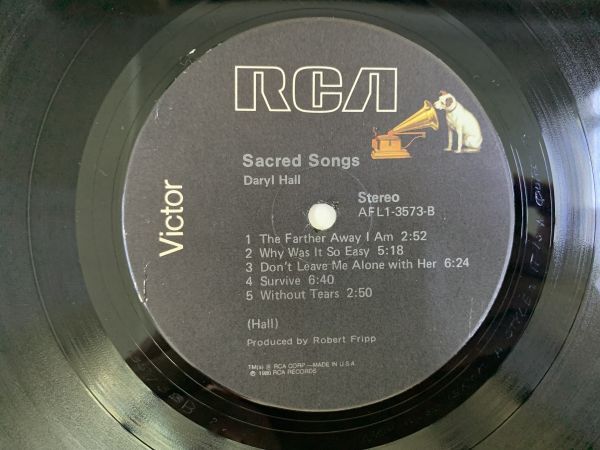 RCA
Victor
Sacred Songs
Daryl Hall
Stereo
AFL1-3573-B
1 The Farther Away I Am 2:52
2 Why Was It So Easy 5:18
3 Don't Leave Me Alone with Her 6:24
4 Survive 6:40
5 Without Tears 2:50
(Hall)
Produced by Robert Fripp
TM(s) ® RCA CORP—MADE IN U.S.A
℗ 1980 RCA RECORDS